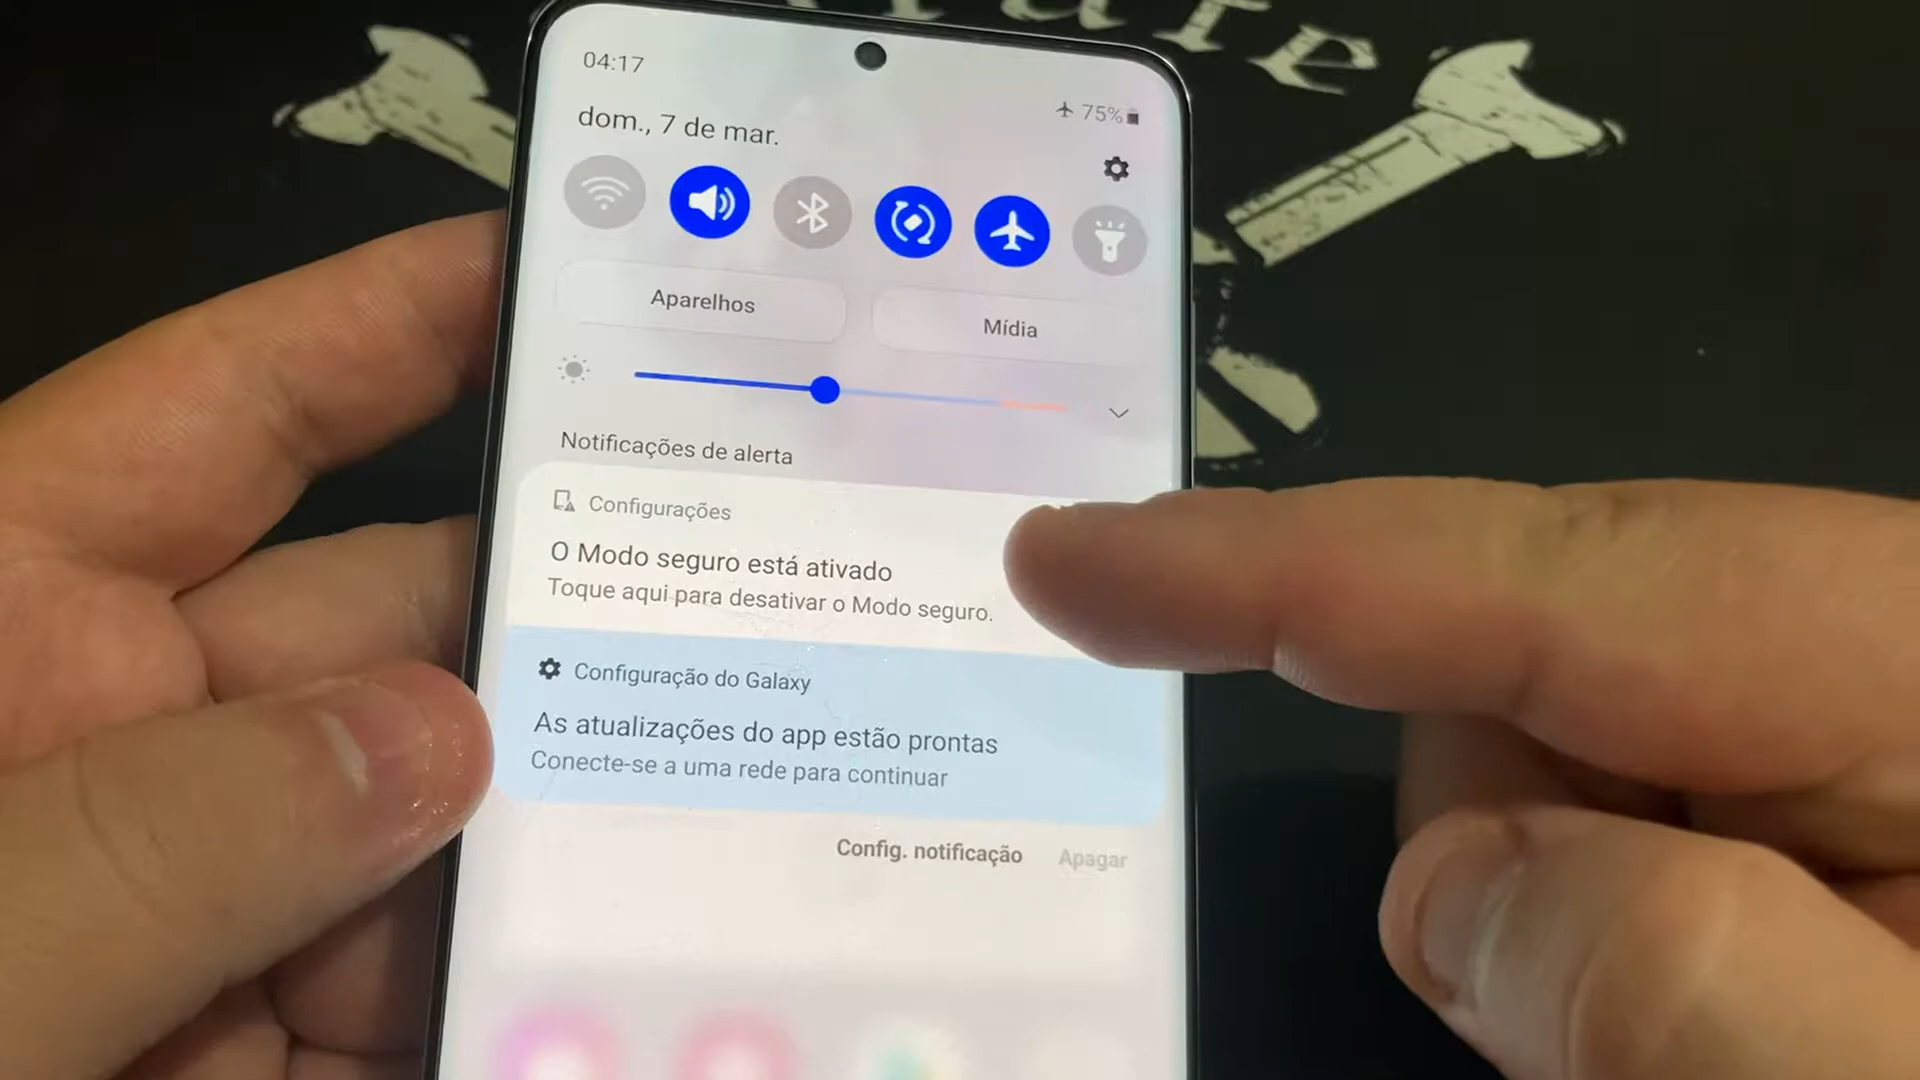 04:17
75%
dom., 7 de mar.
Aparelhos
Mídia
Notificações de alerta
Configurações
O Modo seguro está ativado
Toque aqui para desativar o Modo seguro.
Configuração do Galaxy
As atualizações do app estão prontas
Conecte-se a uma rede para continuar
Config. notificação
Apagar